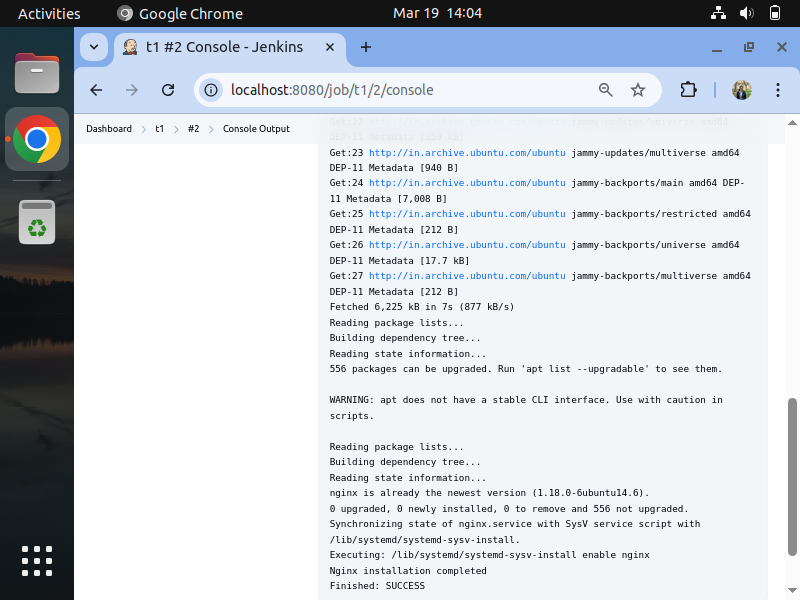 Activities
Google Chrome
Mar 19 14:04
t1 #2 Console - Jenkins
localhost:8080/job/t1/2/console
Dashboard
t1
#2
Console Output
Get:23 http://in.archive.ubuntu.com/ubuntu jammy-updates/multiverse amd64
DEP-11 Metadata [940 B]
Get:24 http://in.archive.ubuntu.com/ubuntu jammy-backports/main amd64 DEP-
11 Metadata [7,008 B]
Get:25 http://in.archive.ubuntu.com/ubuntu jammy-backports/restricted amd64
DEP-11 Metadata [212 B]
Get:26 http://in.archive.ubuntu.com/ubuntu jammy-backports/universe amd64
DEP-11 Metadata [17.7 kB]
Get:27 http://in.archive.ubuntu.com/ubuntu jammy-backports/multiverse amd64
DEP-11 Metadata [212 B]
Fetched 6,225 kB in 7s (877 kB/s)
Reading package lists...
Building dependency tree...
Reading state information...
556 packages can be upgraded. Run 'apt list --upgradable' to see them.
WARNING: apt does not have a stable CLI interface. Use with caution in
scripts.
Reading package lists...
Building dependency tree...
Reading state information...
nginx is already the newest version (1.18.0-6ubuntu14.6).
0 upgraded, 0 newly installed, 0 to remove and 556 not upgraded.
Synchronizing state of nginx.service with SysV service script with
/lib/systemd/systemd-sysv-install.
Executing: /lib/systemd/systemd-sysv-install enable nginx
Nginx installation completed
Finished: SUCCESS